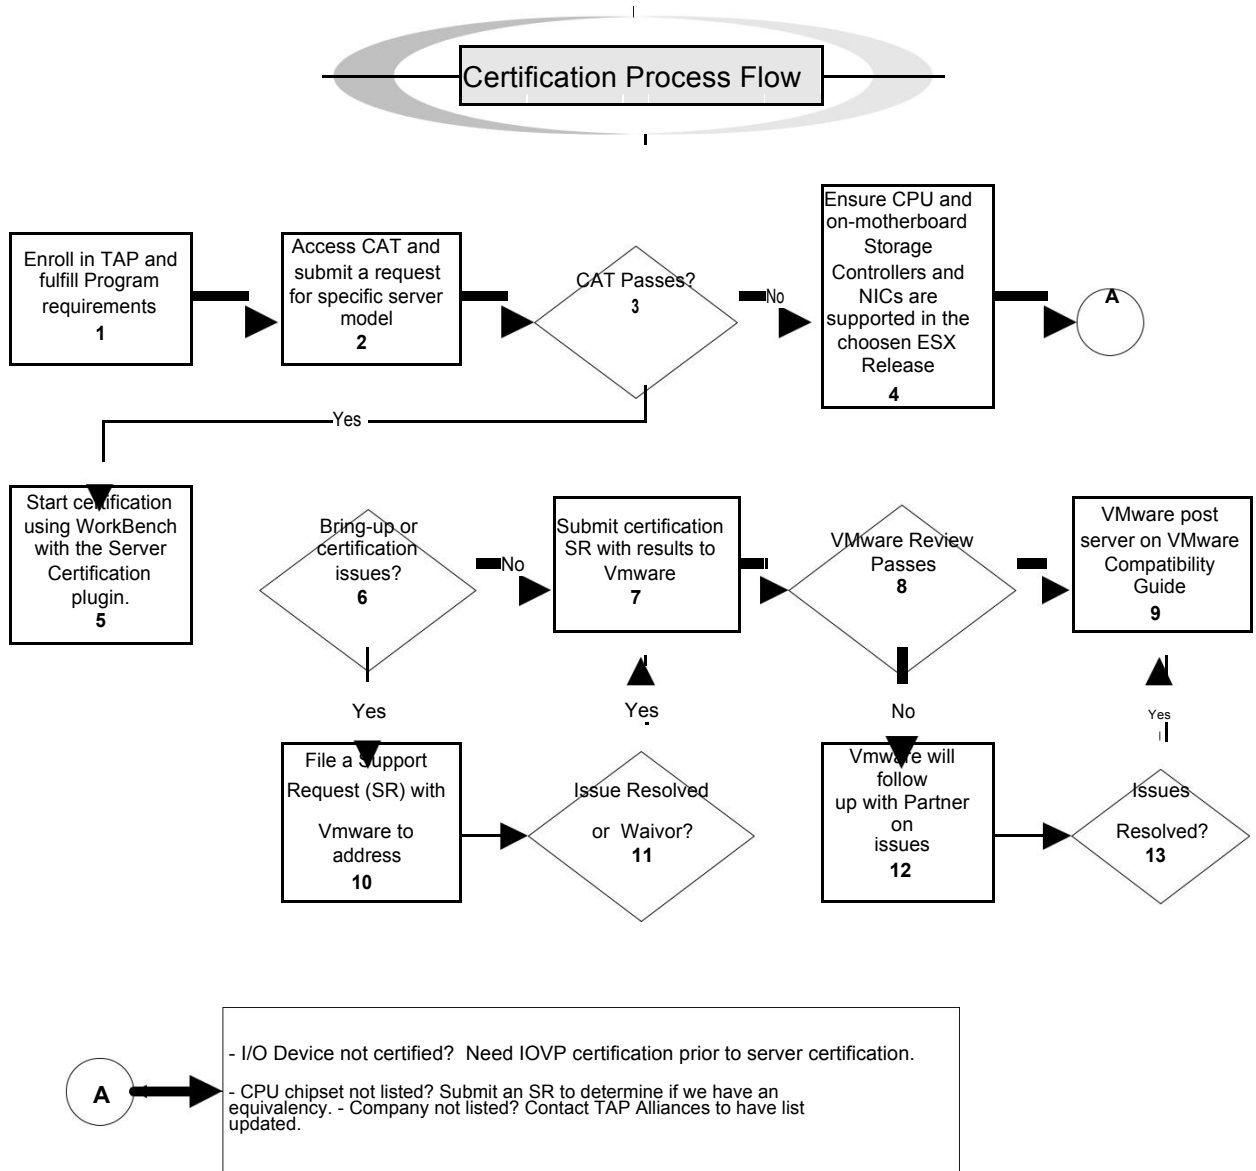 Certification Process Flow
Enroll in TAP and
fulfill Program
requirements
1
Access CAT and
submit a request
for specific server
model
2
CAT Passes?
3
No
Ensure CPU and
on-motherboard
Storage
Controllers and
NICs are
supported in the
choosen ESX
Release
4
A
Yes
Start certification
using WorkBench
with the Server
Certification
plugin.
5
Bring-up or
certification
issues?
6
No
Submit certification
SR with results to
Vmware
7
VMware Review
Passes
8
VMware post
server on VMware
Compatibility
Guide
9
Yes
Yes
No
Yes
File a Support
Request (SR) with
Vmware to
address
10
Issue Resolved
or Waivor?
11
Vmware will
follow
up with Partner
on
issues
12
Issues
Resolved?
13
A
- I/O Device not certified? Need IOVP certification prior to server certification.
- CPU chipset not listed? Submit an SR to determine if we have an
equivalency. - Company not listed? Contact TAP Alliances to have list
updated.